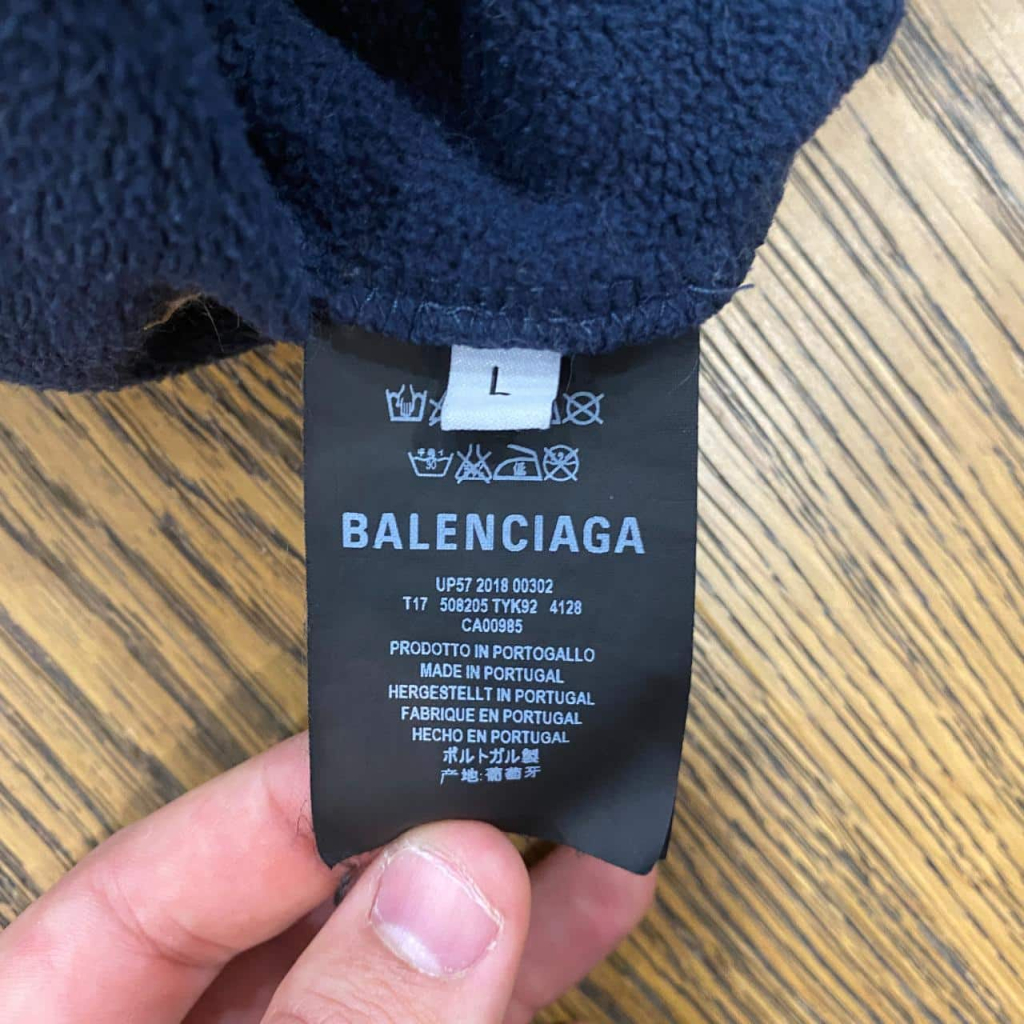 L
BALENCIAGA
UP57 2018 00302
T17 508205 TYK92 4128
CA00985
PRODOTTO IN PORTOGALLO
MADE IN PORTUGAL
HERGESTELLT IN PORTUGAL
FABRIQUE EN PORTUGAL
HECHO EN PORTUGAL
ポルトガル製
产地:葡萄牙